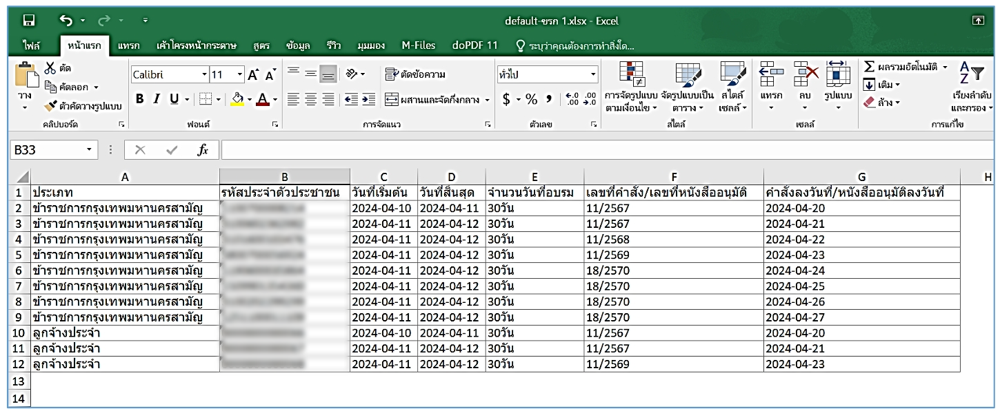 default-ขรก 1.xlsx - Excel
ไฟล์ หน้าแรก แทรก เค้าโครงหน้ากระดาษ สูตร ข้อมูล รีวิว มุมมอง M-Files doPDF 11 ระบุว่าคุณต้องการทำสิ่งใด...
วาง ตัด คัดลอก ตัวคัดวางรูปแบบ
Calibri 11
B I U A
ตัดข้อความ
ผสานและจัดกึ่งกลาง
ทั่วไป
$ % , .00 .0
การจัดรูปแบบตามเงื่อนไข จัดรูปแบบเป็นตาราง สไตล์เซลล์
แทรก ลบ รูปแบบ
ผลรวมอัตโนมัติ เติม ล้าง
เรียงลำดับและกรอง
คลิปบอร์ด ฟอนต์ การจัดแนว ตัวเลข สไตล์ เซลล์ การแก้ไข
B33 fx
A B C D E F G H
1 ประเภท รหัสประจำตัวประชาชน วันที่เริ่มต้น วันที่สิ้นสุด จำนวนวันที่อบรม เลขที่คำสั่ง/เลขที่หนังสืออนุมัติ คำสั่งลงวันที่/หนังสืออนุมัติลงวันที่
2 ข้าราชการกรุงเทพมหานครสามัญ 2024-04-10 2024-04-11 30วัน 11/2567 2024-04-20
3 ข้าราชการกรุงเทพมหานครสามัญ 2024-04-11 2024-04-12 30วัน 11/2567 2024-04-21
4 ข้าราชการกรุงเทพมหานครสามัญ 2024-04-11 2024-04-12 30วัน 11/2568 2024-04-22
5 ข้าราชการกรุงเทพมหานครสามัญ 2024-04-11 2024-04-12 30วัน 11/2569 2024-04-23
6 ข้าราชการกรุงเทพมหานครสามัญ 2024-04-11 2024-04-12 30วัน 18/2570 2024-04-24
7 ข้าราชการกรุงเทพมหานครสามัญ 2024-04-11 2024-04-12 30วัน 18/2570 2024-04-25
8 ข้าราชการกรุงเทพมหานครสามัญ 2024-04-11 2024-04-12 30วัน 18/2570 2024-04-26
9 ข้าราชการกรุงเทพมหานครสามัญ 2024-04-11 2024-04-12 30วัน 18/2570 2024-04-27
10 ลูกจ้างประจำ 2024-04-10 2024-04-11 30วัน 11/2567 2024-04-20
11 ลูกจ้างประจำ 2024-04-11 2024-04-12 30วัน 11/2567 2024-04-21
12 ลูกจ้างประจำ 2024-04-11 2024-04-12 30วัน 11/2569 2024-04-23
13
14